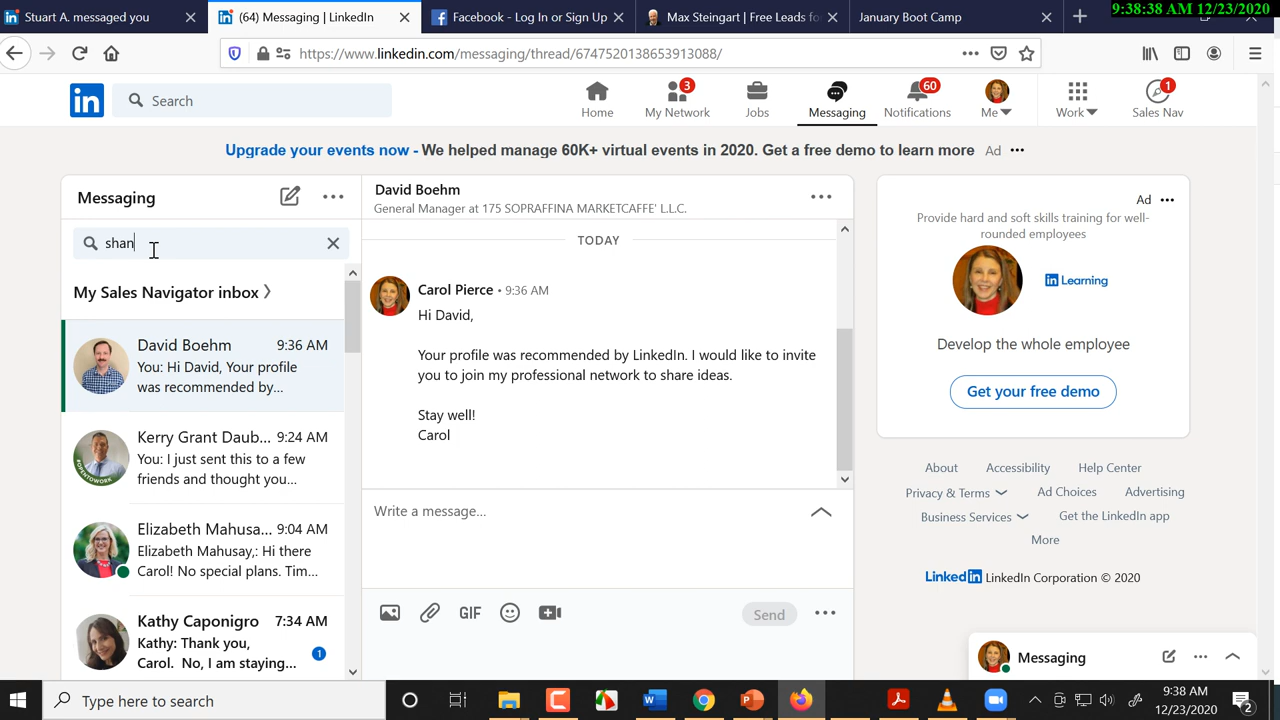 9:38:38 AM 12/23/2020
Stuart A. messaged you
(64) Messaging | LinkedIn
Facebook - Log In or Sign Up
Max Steingart | Free Leads for
January Boot Camp
https://www.linkedin.com/messaging/thread/6747520138653913088/
in
Search
Home
3
My Network
Jobs
Messaging
60
Notifications
Me
Work
1
Sales Nav
Upgrade your events now - We helped manage 60K+ virtual events in 2020. Get a free demo to learn more Ad
Messaging
shan
My Sales Navigator inbox
David Boehm 9:36 AM
You: Hi David, Your profile
was recommended by...
Kerry Grant Daub... 9:24 AM
You: I just sent this to a few
friends and thought you...
#OPENTOWORK
Elizabeth Mahusa... 9:04 AM
Elizabeth Mahusay,: Hi there
Carol! No special plans. Tim...
Kathy Caponigro 7:34 AM
Kathy: Thank you,
Carol. No, I am staying...
1
David Boehm
General Manager at 175 SOPRAFFINA MARKETCAFFE' L.L.C.
TODAY
Carol Pierce • 9:36 AM
Hi David,
Your profile was recommended by LinkedIn. I would like to invite
you to join my professional network to share ideas.
Stay well!
Carol
Write a message...
GIF
Send
Ad
Provide hard and soft skills training for well-
rounded employees
in Learning
Develop the whole employee
Get your free demo
About Accessibility Help Center
Privacy & Terms Ad Choices Advertising
Business Services Get the LinkedIn app
More
Linkedin LinkedIn Corporation © 2020
Messaging
Type here to search
9:38 AM
12/23/2020
2